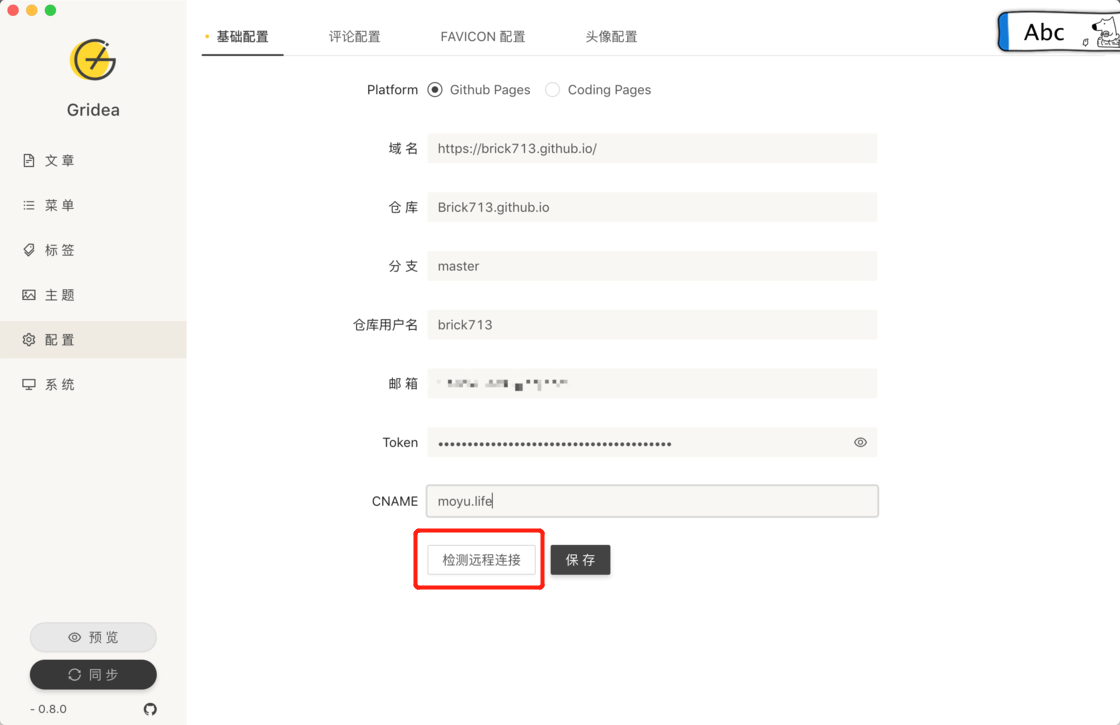 基础配置 评论配置 FAVICON 配置 头像配置
Abc
Gridea
文章
菜单
标签
主题
配置
系统
预览
同步
- 0.8.0
Platform Github Pages Coding Pages
域名 https://brick713.github.io/
仓库 Brick713.github.io
分支 master
仓库用户名 brick713
邮箱
Token ••••••••••••••••••••••••••••••••••••••••
CNAME moyu.life
检测远程连接 保存